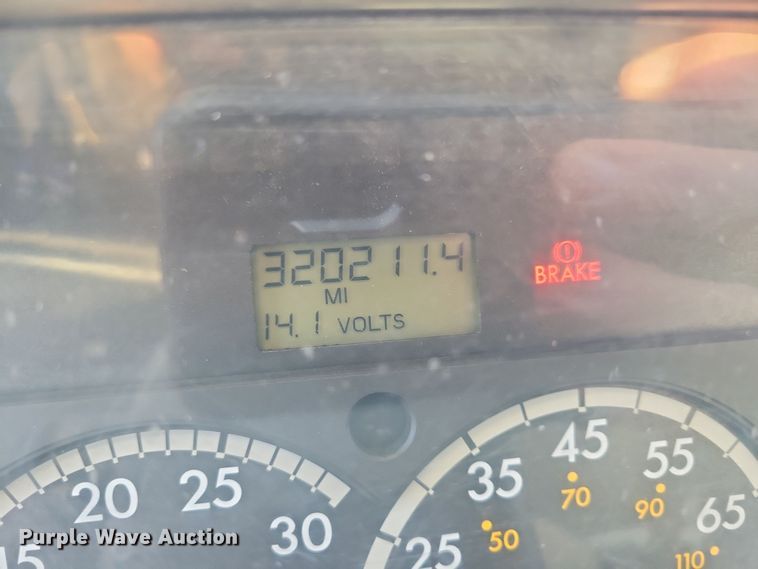 320211.4
MI
14.1 VOLTS
BRAKE
15 20 25 30
25 35 45 55 65
50 70 90 110
Purple Wave Auction